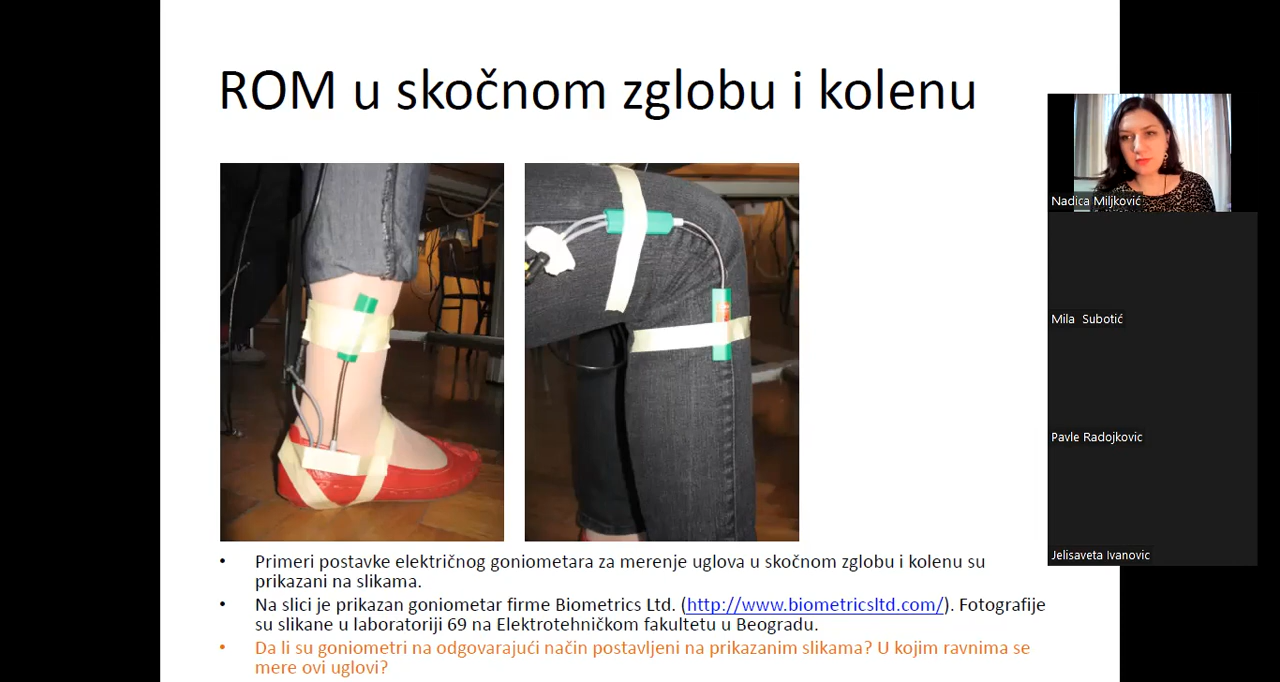 ROM u skočnom zglobu i kolenu
Nadica Miljković
Mila Subotić
Pavle Radojkovic
Jelisaveta Ivanovic
• Primeri postavke električnog goniometara za merenje uglova u skočnom zglobu i kolenu su
prikazani na slikama.
• Na slici je prikazan goniometar firme Biometrics Ltd. (http://www.biometricsltd.com/). Fotografije
su slikane u laboratoriji 69 na Elektrotehničkom fakultetu u Beogradu.
• Da li su goniometri na odgovarajući način postavljeni na prikazanim slikama? U kojim ravnima se
mere ovi uglovi?